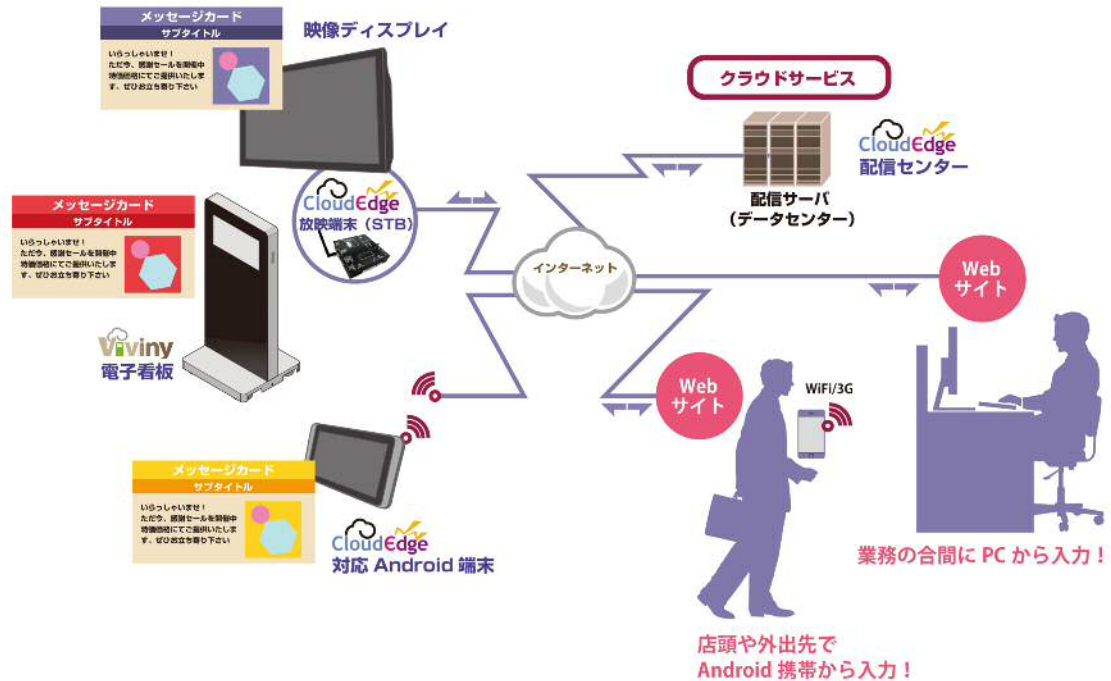 メッセージカード
サブタイトル
いらっしゃいませ！
ただ今、感謝セールを開催中
特価価格にてご提供いたしま
す、ぜひお立ち寄り下さい
映像ディスプレイ
クラウドサービス
CloudEdge
配信センター
配信サーバ
（データセンター）
メッセージカード
サブタイトル
いらっしゃいませ！
ただ今、感謝セールを開催中
特価価格にてご提供いたしま
す、ぜひお立ち寄り下さい
CloudEdge
放映端末（STB）
インターネット
Web
サイト
Viviny
電子看板
Web
サイト
WiFi/3G
メッセージカード
サブタイトル
いらっしゃいませ！
ただ今、感謝セールを開催中
特価価格にてご提供いたしま
す、ぜひお立ち寄り下さい
CloudEdge
対応 Android 端末
業務の合間に PC から入力！
店頭や外出先で
Android 携帯から入力！